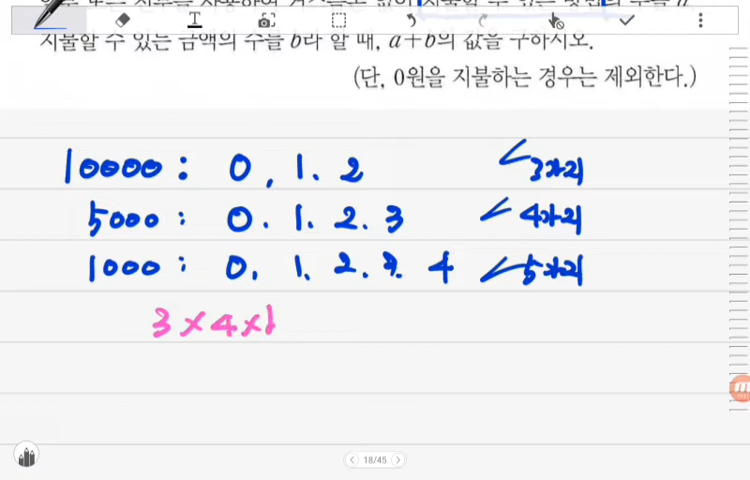 지불할 수 있는 금액의 수를 b라 할 때, a+b의 값을 구하시오.
(단, 0원을 지불하는 경우는 제외한다.)
10000 : 0, 1. 2 <3가지
5000 : 0. 1. 2. 3 <4가지
1000 : 0, 1. 2. 3. 4 <5가지
3×4×
18/45